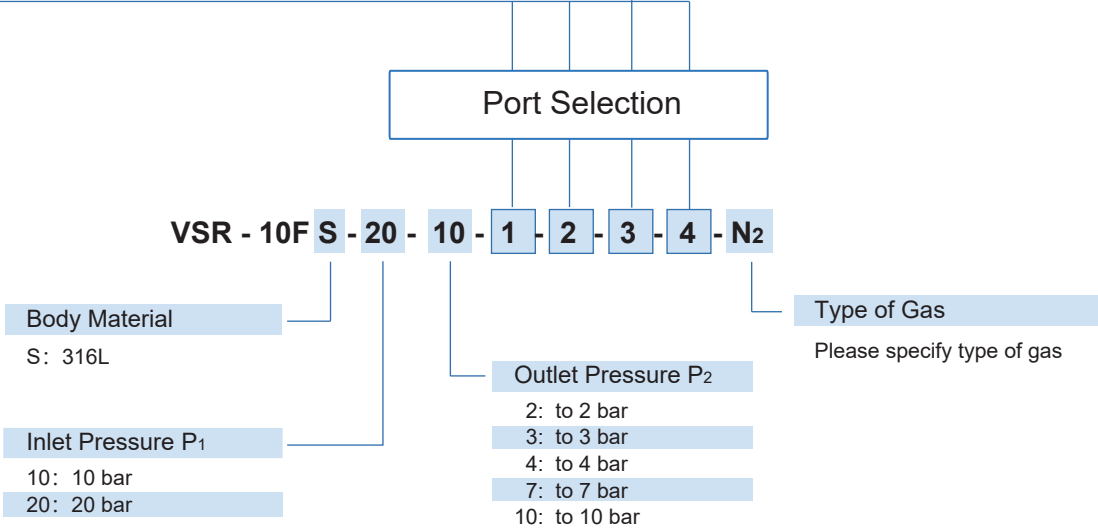 Port Selection
VSR - 10F S - 20 - 10 - 1 - 2 - 3 - 4 - N2
Body Material
S： 316L
Inlet Pressure P1
10： 10 bar
20： 20 bar
Outlet Pressure P2
2: to 2 bar
3: to 3 bar
4: to 4 bar
7: to 7 bar
10: to 10 bar
Type of Gas
Please specify type of gas